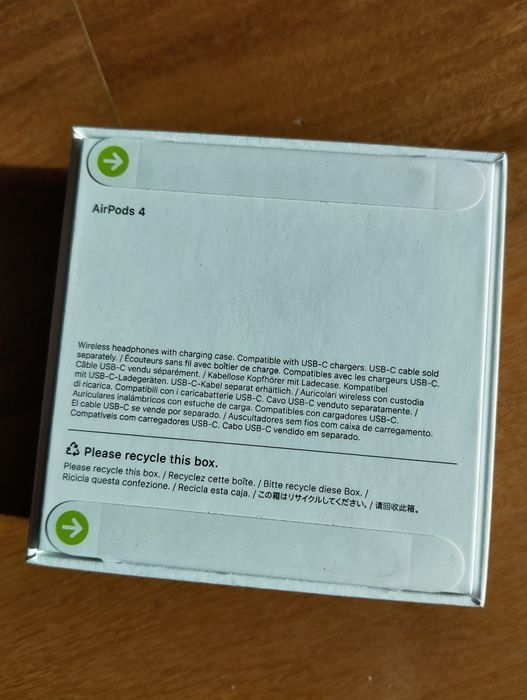 AirPods 4
Wireless headphones with charging case. Compatible with USB-C chargers. USB-C cable sold
separately. / Écouteurs sans fil avec boîtier de charge. Compatibles avec les chargeurs USB-C.
Câble USB-C vendu séparément. / Kabellose Kopfhörer mit Ladecase. Kompatibel
mit USB-C-Ladegeräten. USB-C-Kabel separat erhältlich. / Auricolari wireless con custodia
di ricarica. Compatibili con i caricabatterie USB-C. Cavo USB-C venduto separatamente. /
Auriculares inalámbricos con estuche de carga. Compatibles con cargadores USB-C.
El cable USB-C se vende por separado. / Auscultadores sem fios com caixa de carregamento.
Compatíveis com carregadores USB-C. Cabo USB-C vendido em separado.
Please recycle this box.
Please recycle this box. / Recyclez cette boîte. / Bitte recycle diese Box. /
Ricicla questa confezione. / Recicla esta caja. / この箱はリサイクルしてください。/ 请回收此箱。